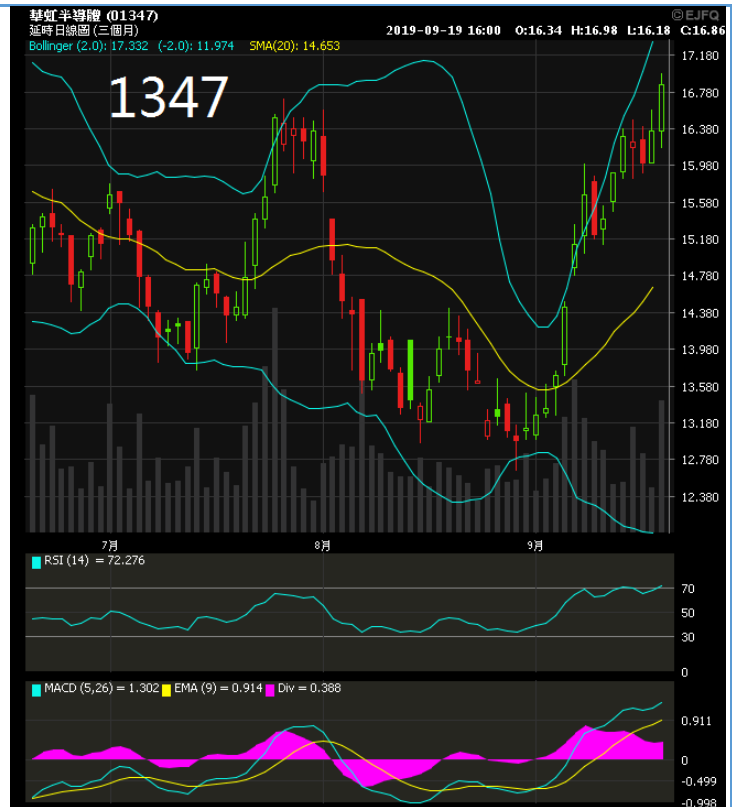 華虹半導體 (01347)
©EJFQ
延時日線圖 (三個月)
2019-09-19 16:00 O:16.34 H:16.98 L:16.18 C:16.86
Bollinger (2.0): 17.332 (-2.0): 11.974 SMA(20): 14.653
1347
17.180
16.780
16.380
15.980
15.580
15.180
14.780
14.380
13.980
13.580
13.180
12.780
12.380
7月 8月 9月
RSI (14) = 72.276
70
50
30
0
MACD (5,26) = 1.302 EMA (9) = 0.914 Div = 0.388
0.911
0
-0.499
-0.998